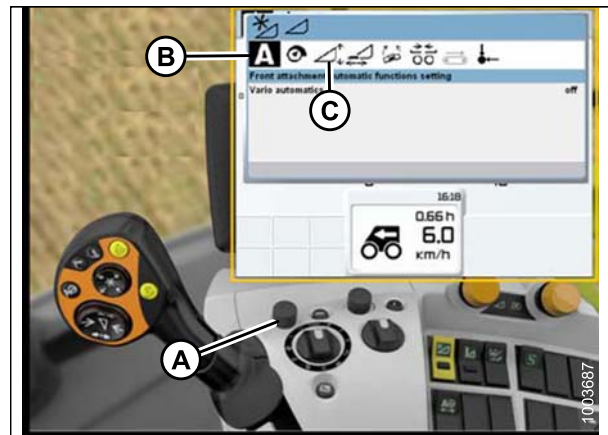 B
A
Front attachment automatic functions setting
Vario automatics
off
C
16:18
0.66 h
6.0
km/h
A
S
1003687